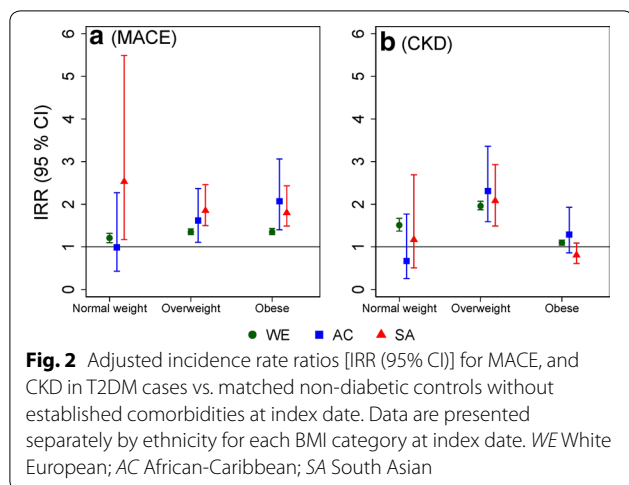 a (MACE)
b (CKD)
IRR (95 % CI)
6
5
4
3
2
1
0
6
5
4
3
2
1
0
Normal weight Overweight Obese
Normal weight Overweight Obese
WE AC SA
Fig. 2 Adjusted incidence rate ratios [IRR (95% CI)] for MACE, and
CKD in T2DM cases vs. matched non-diabetic controls without
established comorbidities at index date. Data are presented
separately by ethnicity for each BMI category at index date. WE White
European; AC African-Caribbean; SA South Asian